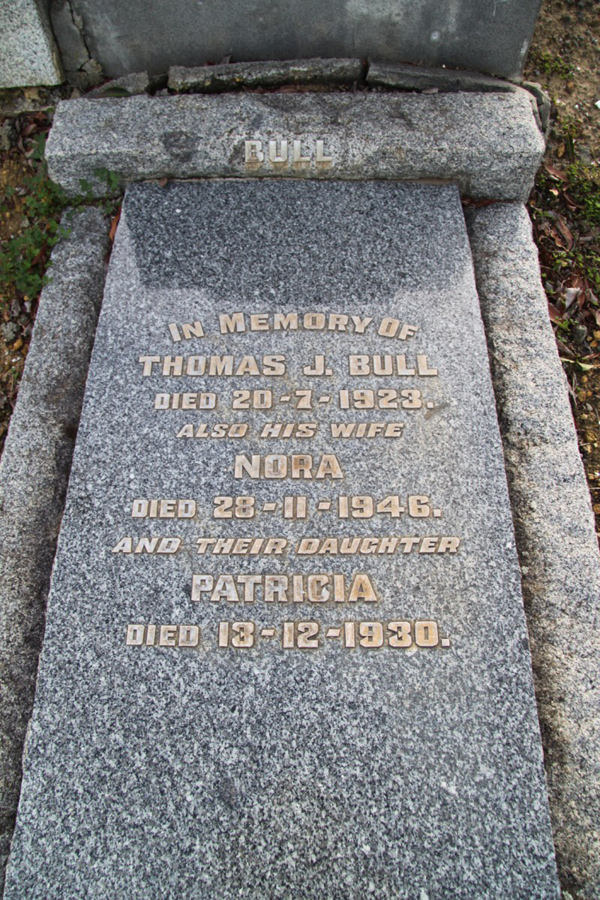 BULL
IN MEMORY OF
THOMAS J. BULL
DIED 20-7-1923.
ALSO HIS WIFE
NORA
DIED 28-11-1946.
AND THEIR DAUGHTER
PATRICIA
DIED 13-12-1930.